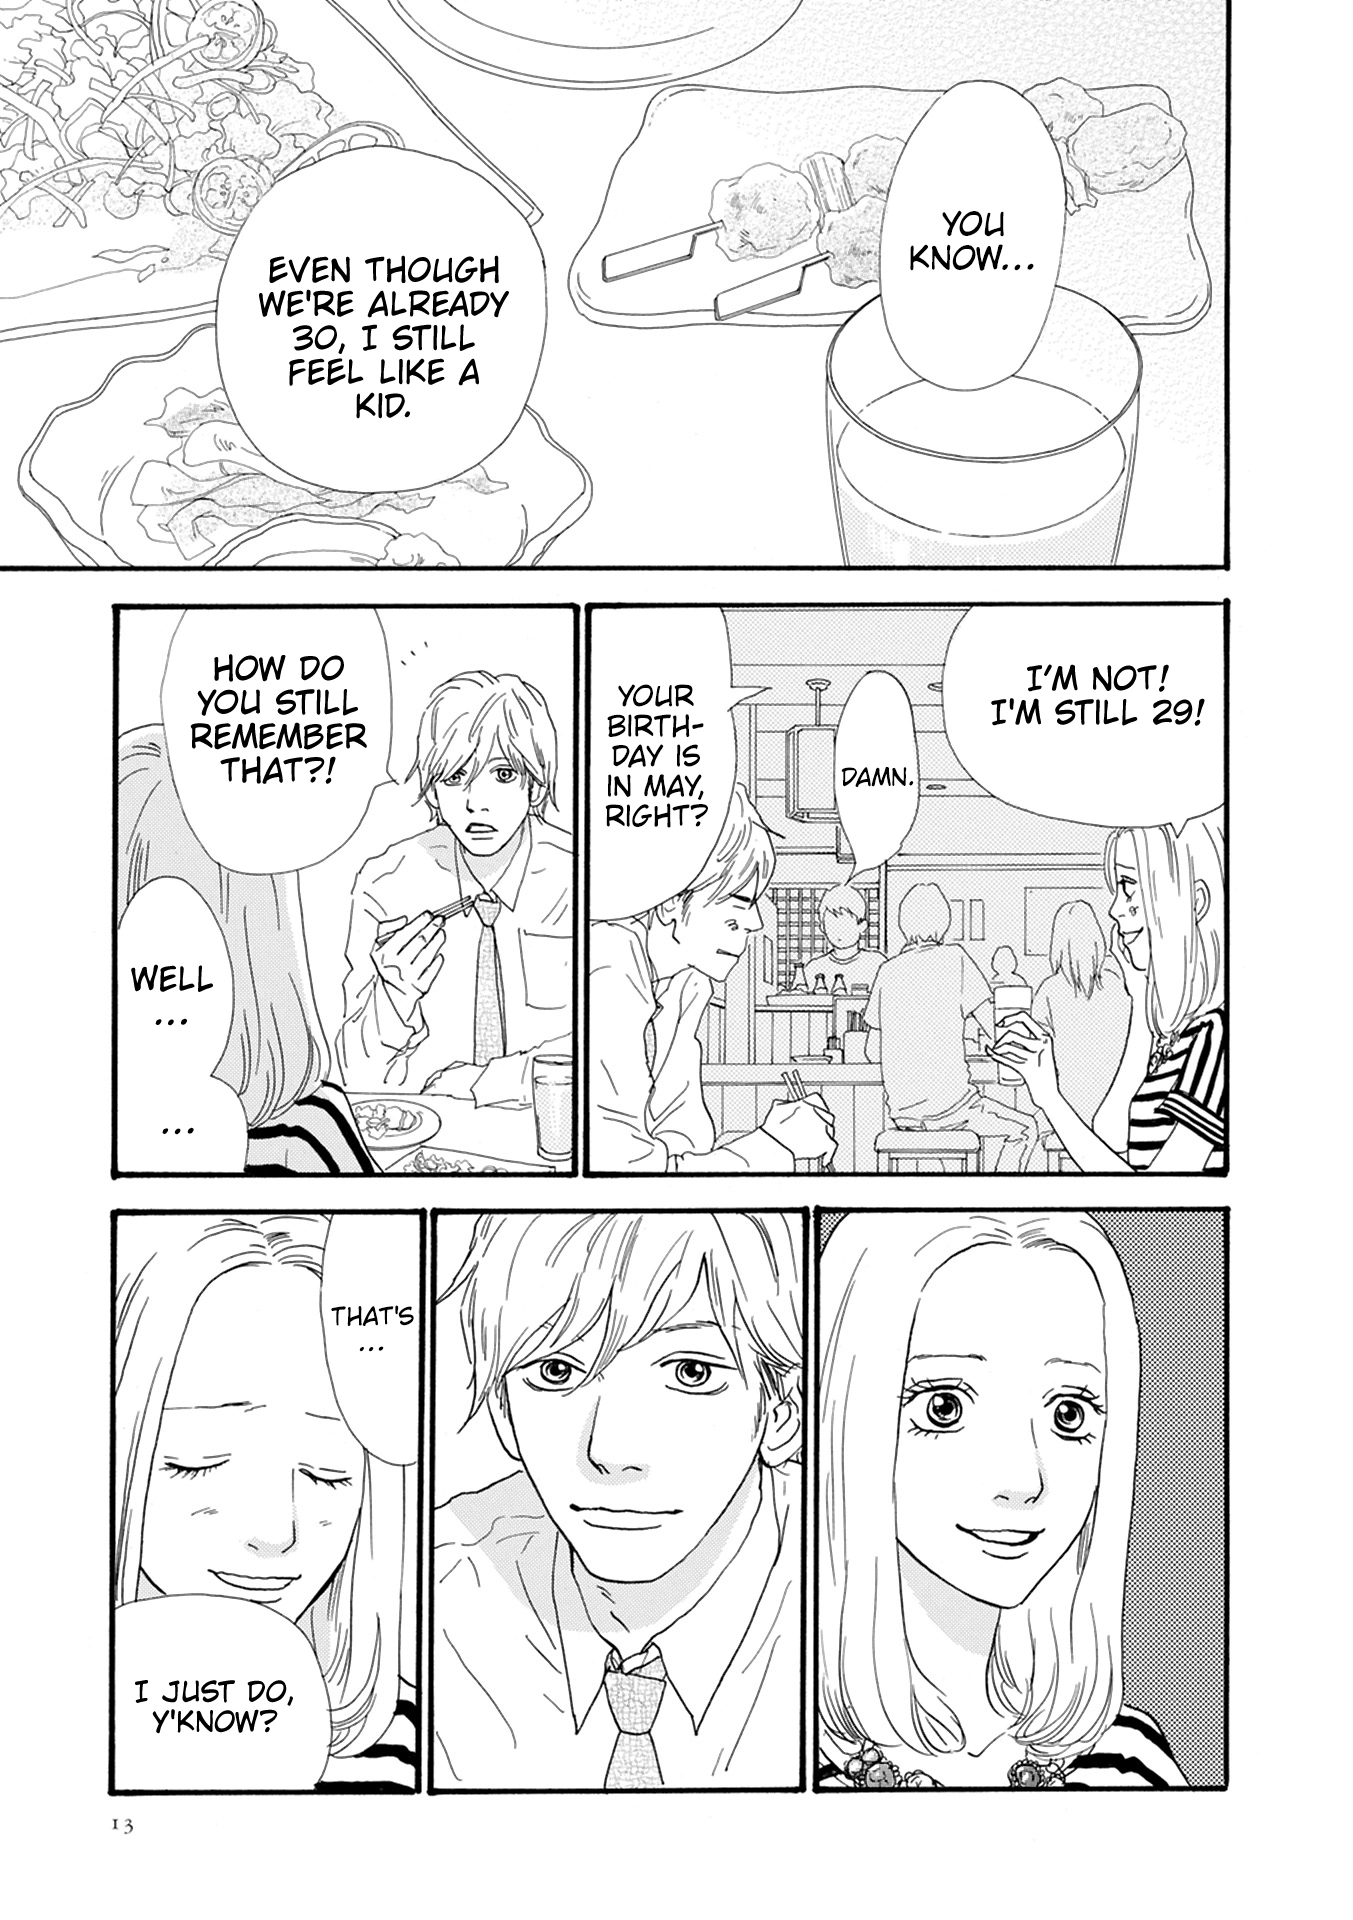 YOU
KNOW...
EVEN THOUGH
WE'RE ALREADY
30, I STILL
FEEL LIKE A
KID.
I'M NOT!
I'M STILL 29!
DAMN.
YOUR
BIRTH-
DAY IS
IN MAY,
RIGHT?
HOW DO
YOU STILL
REMEMBER
THAT?!
WELL
...
...
THAT'S
...
I JUST DO,
Y'KNOW?
13